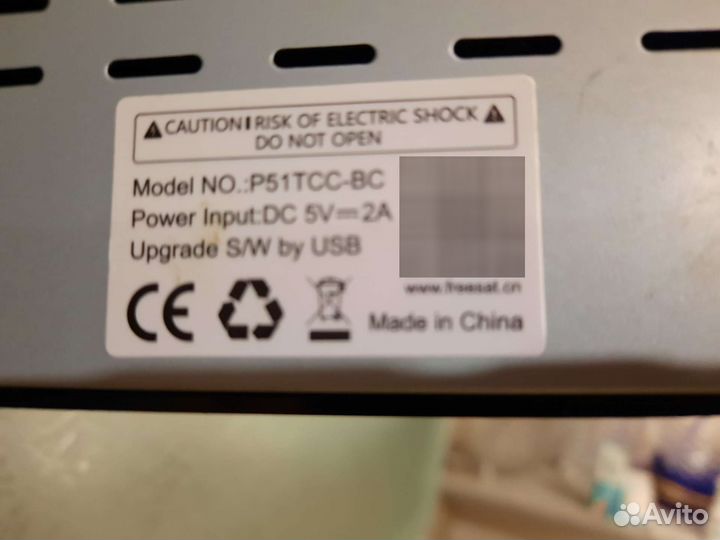 CAUTION! RISK OF ELECTRIC SHOCK
DO NOT OPEN
Model NO.:P51TCC-BC
Power Input:DC 5V⎓2A
Upgrade S/W by USB
www.freesat.cn
CE
Made in China
Avito